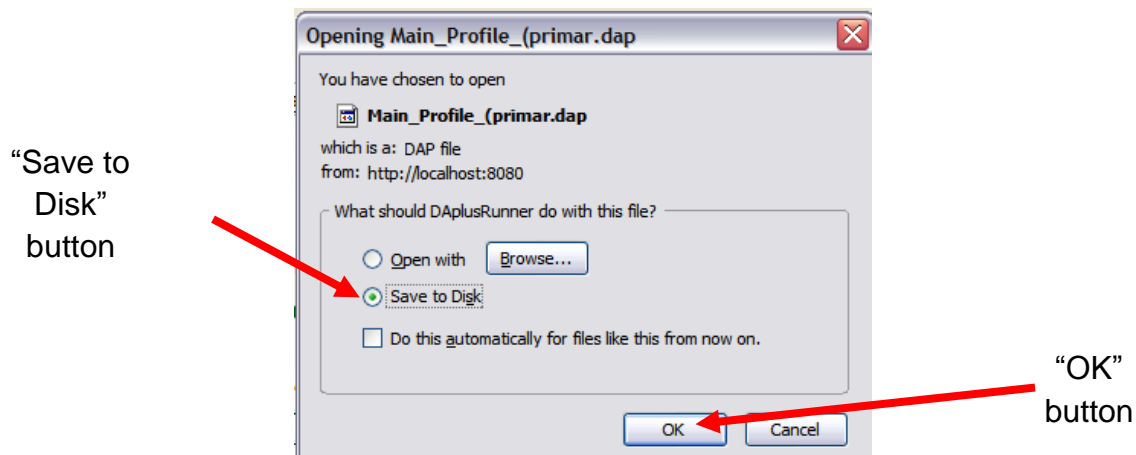 Opening Main_Profile_(primar.dap
You have chosen to open
Main_Profile_(primar.dap
which is a: DAP file
from: http://localhost:8080
“Save to
Disk”
button
What should DAplusRunner do with this file?
Open with Browse...
Save to Disk
Do this automatically for files like this from now on.
“OK”
button
OK Cancel